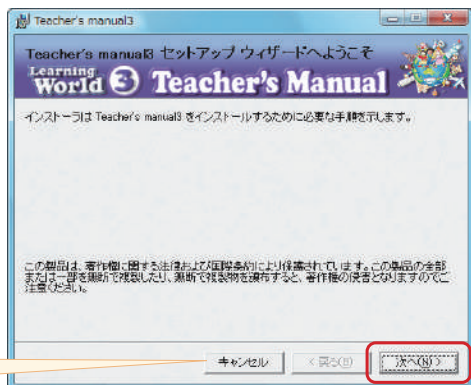 Teacher's manual3
Teacher's manual3 セットアップ ウィザードへようこそ
Learning World 3 Teacher's Manual
インストーラは Teacher's manual3 をインストールするために必要な手順を示します。
この製品は、著作権に関する法律および国際条約により保護されています。この製品の全部
または一部を無断で複製したり、無断で複製物を頒布すると、著作権の侵害となりますのでご
注意ください。
キャンセル
< 戻る(B)
次へ(N) >